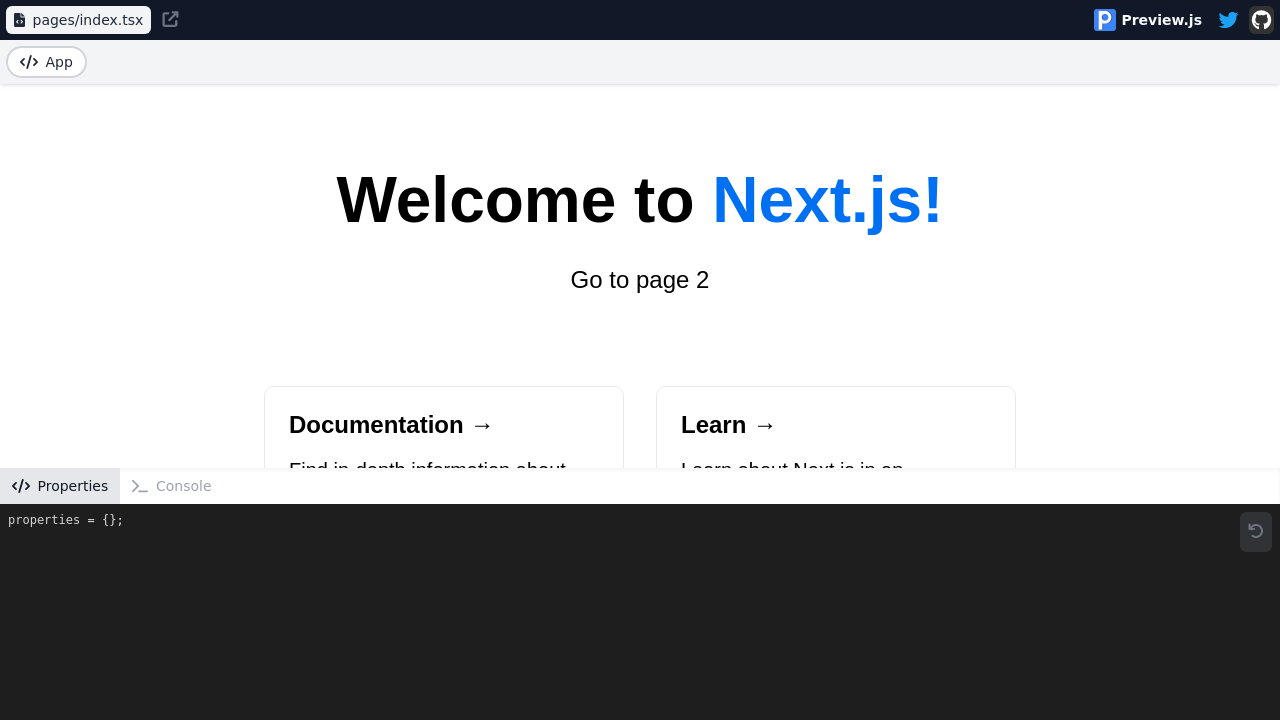 pages/index.tsx
Preview.js
App
Welcome to Next.js!
Go to page 2
Documentation →
Learn →
Find in-depth information about
Learn about Next.js in an
Properties
Console
properties = {};